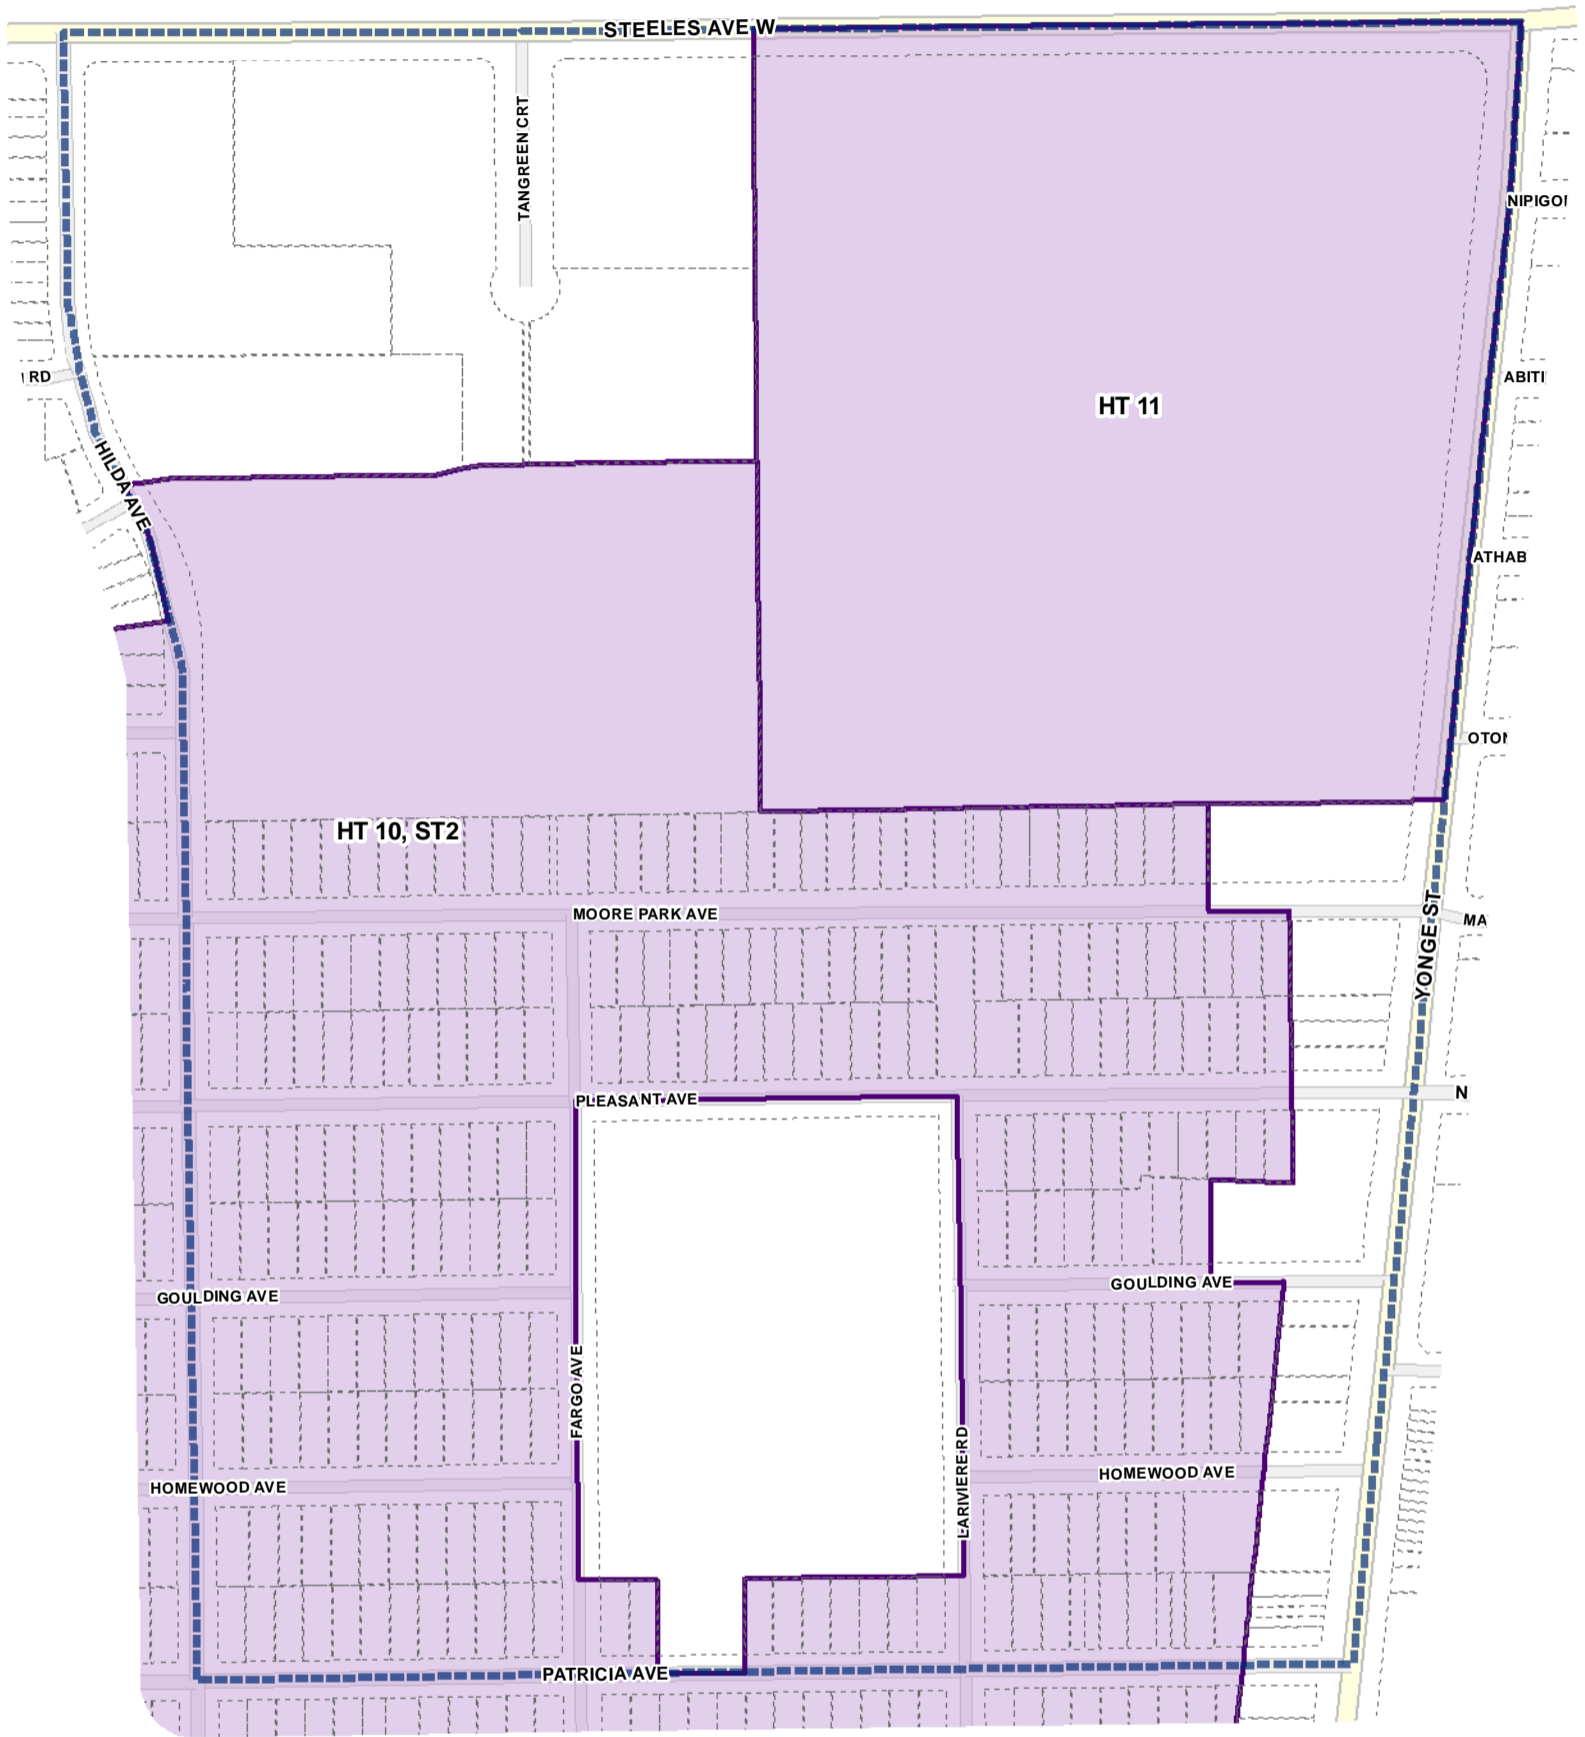 STEELES AVE W
TANGREEN CRT
NIPIGO
RD
ABITI
HT 11
HILDA AVE
ATHAB
OTO
HT 10, ST2
MOORE PARK AVE
YONGE ST
MA
PLEASANT AVE
N
GOULDING AVE
GOULDING AVE
FARGO AVE
LARIVIERE RD
HOMEWOOD AVE
HOMEWOOD AVE
PATRICIA AVE